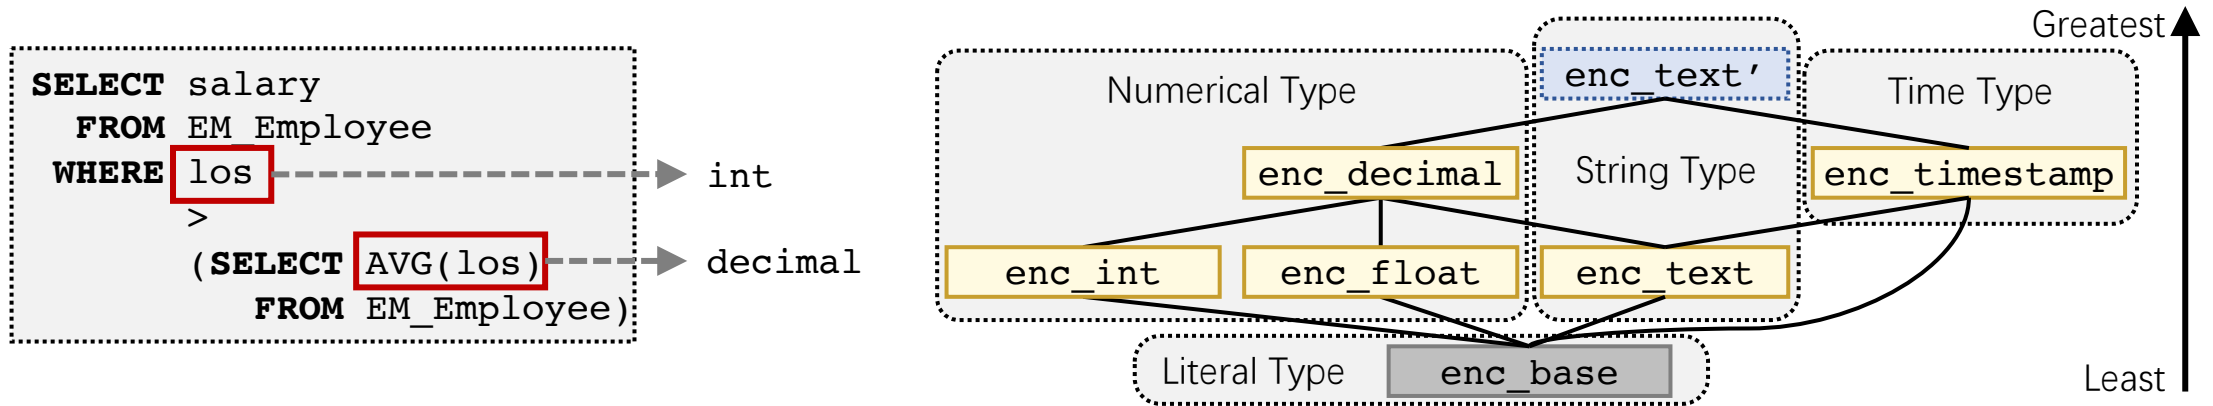 SELECT salary
FROM EM_Employee
WHERE los
>
(SELECT AVG(los)
FROM EM_Employee)
int
decimal
Numerical Type
enc_text’
Time Type
enc_decimal
String Type
enc_timestamp
enc_int
enc_float
enc_text
Literal Type
enc_base
Greatest
Least